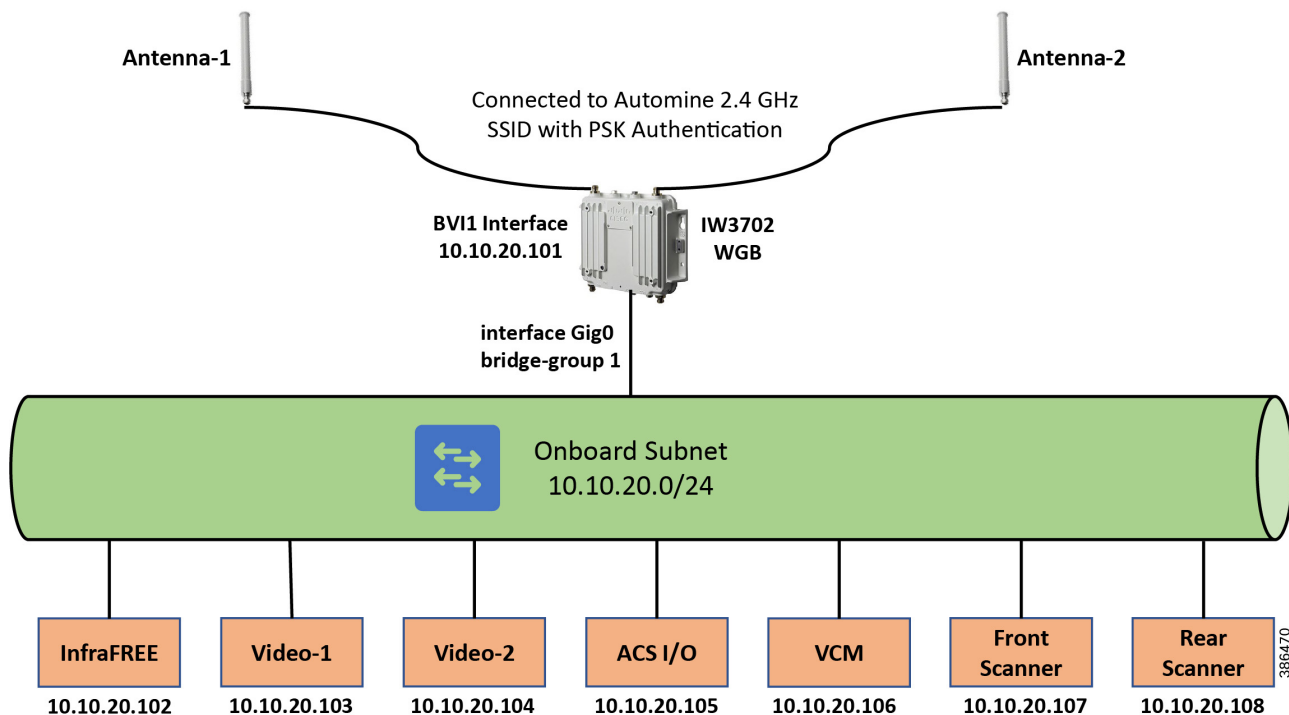 Antenna-1
Antenna-2
Connected to Automine 2.4 GHz
SSID with PSK Authentication
BVI1 Interface
10.10.20.101
IW3702
WGB
interface Gig0
bridge-group 1
Onboard Subnet
10.10.20.0/24
InfraFREE
Video-1
Video-2
ACS I/O
VCM
Front
Scanner
Rear
Scanner
10.10.20.102
10.10.20.103
10.10.20.104
10.10.20.105
10.10.20.106
10.10.20.107
10.10.20.108
386470